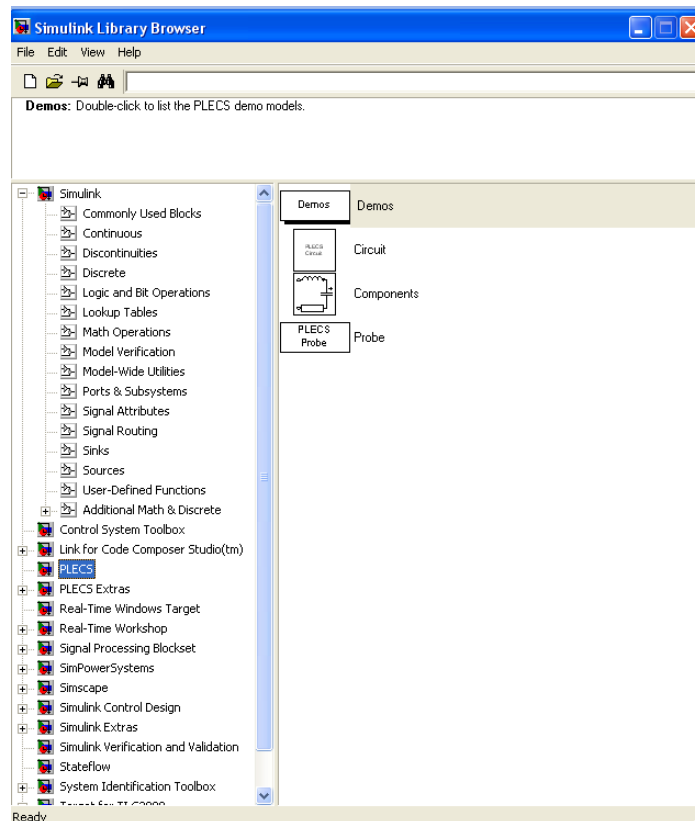 Simulink Library Browser
File Edit View Help
Demos: Double-click to list the PLECS demo models.
Simulink
Commonly Used Blocks
Continuous
Discontinuities
Discrete
Logic and Bit Operations
Lookup Tables
Math Operations
Model Verification
Model-Wide Utilities
Ports & Subsystems
Signal Attributes
Signal Routing
Sinks
Sources
User-Defined Functions
Additional Math & Discrete
Control System Toolbox
Link for Code Composer Studio(tm)
PLECS
PLECS Extras
Real-Time Windows Target
Real-Time Workshop
Signal Processing Blockset
SimPowerSystems
Simscape
Simulink Control Design
Simulink Extras
Simulink Verification and Validation
Stateflow
System Identification Toolbox
Target for TI C2000
Demos Demos
PLECS
Circuit
Circuit
Components
PLECS
Probe
Probe
Ready